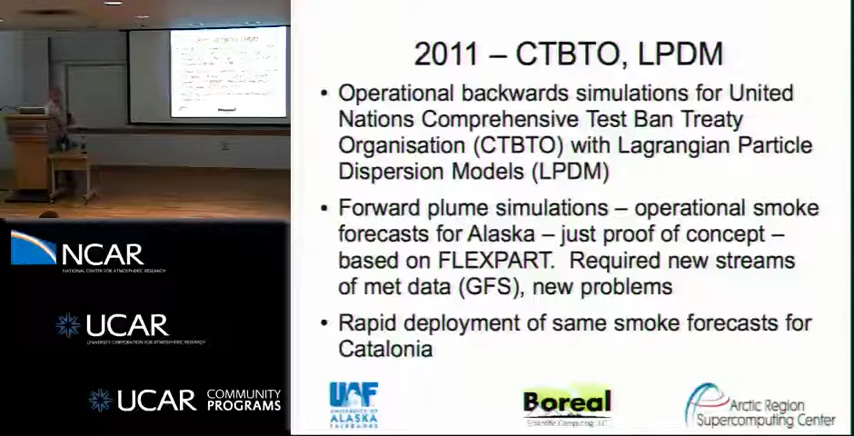 2011 – CTBTO, LPDM
• Operational backwards simulations for United
Nations Comprehensive Test Ban Treaty
Organisation (CTBTO) with Lagrangian Particle
Dispersion Models (LPDM)
• Forward plume simulations – operational smoke
forecasts for Alaska – just proof of concept –
based on FLEXPART. Required new streams
of met data (GFS), new problems
• Rapid deployment of same smoke forecasts for
Catalonia
NCAR
NATIONAL CENTER FOR ATMOSPHERIC RESEARCH
UCAR
UNIVERSITY CORPORATION FOR ATMOSPHERIC RESEARCH
UCAR COMMUNITY
PROGRAMS
UAF
UNIVERSITY OF
ALASKA
FAIRBANKS
Boreal
Scientific Computing LLC
Arctic Region
Supercomputing Center